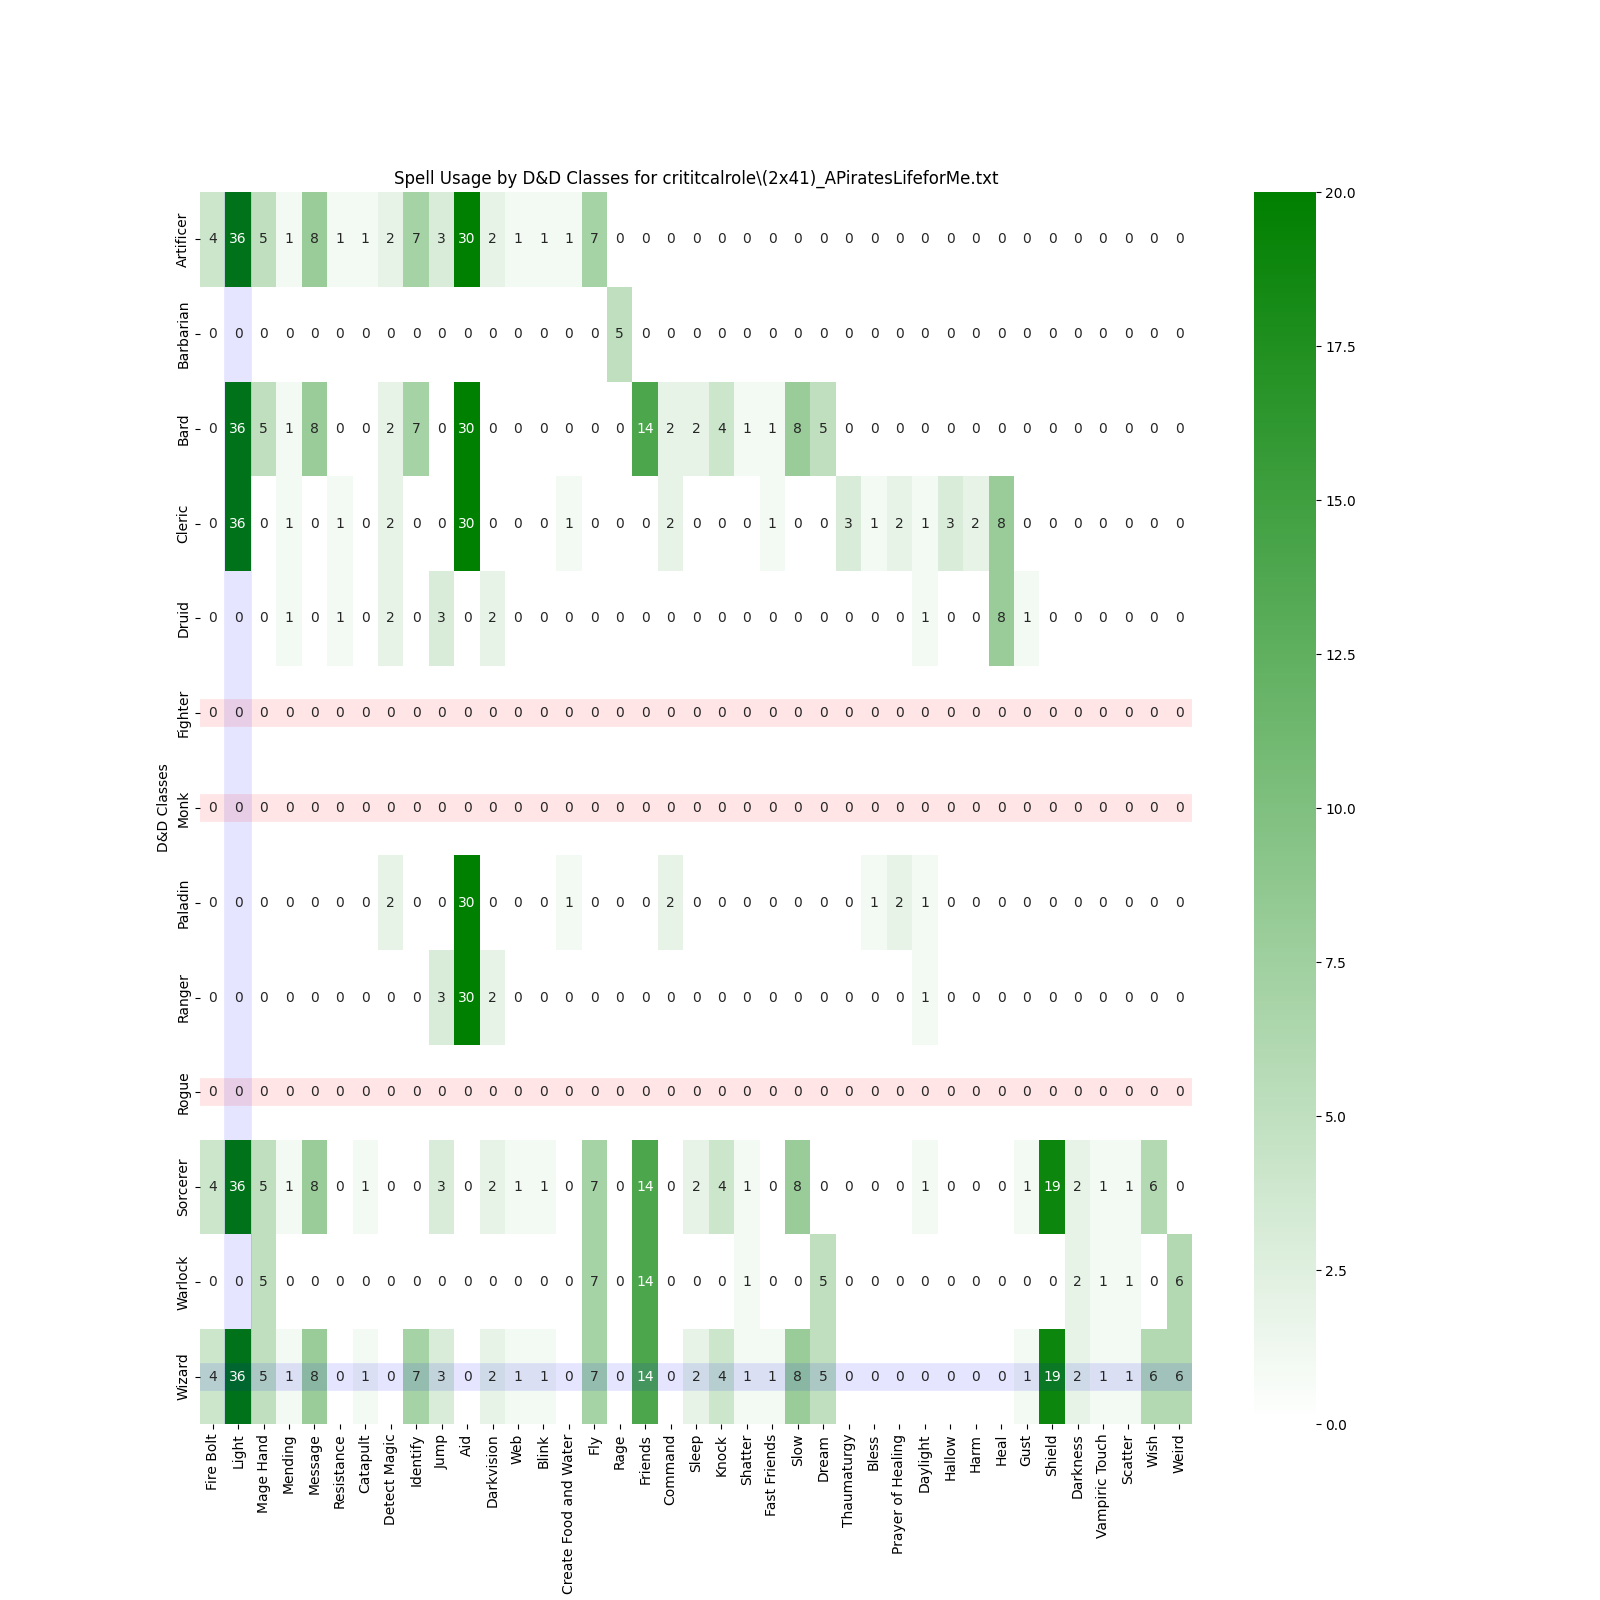 Spell Usage by D&D Classes for crititcalrole\(2x41)_APiratesLifeforMe.txt
D&D Classes
Artificer 4 36 5 1 8 1 1 2 7 3 30 2 1 1 1 7 0 0 0 0 0 0 0 0 0 0 0 0 0 0 0 0 0 0 0 0 0 0 0
Barbarian 0 0 0 0 0 0 0 0 0 0 0 0 0 0 0 0 5 0 0 0 0 0 0 0 0 0 0 0 0 0 0 0 0 0 0 0 0 0 0
Bard 0 36 5 1 8 0 0 2 7 0 30 0 0 0 0 0 0 14 2 2 4 1 1 8 5 0 0 0 0 0 0 0 0 0 0 0 0 0 0
Cleric 0 36 0 1 0 1 0 2 0 0 30 0 0 0 1 0 0 0 2 0 0 0 1 0 0 3 1 2 1 3 2 8 0 0 0 0 0 0 0
Druid 0 0 0 1 0 1 0 2 0 3 0 2 0 0 0 0 0 0 0 0 0 0 0 0 0 0 0 0 1 0 0 8 1 0 0 0 0 0 0
Fighter 0 0 0 0 0 0 0 0 0 0 0 0 0 0 0 0 0 0 0 0 0 0 0 0 0 0 0 0 0 0 0 0 0 0 0 0 0 0 0
Monk 0 0 0 0 0 0 0 0 0 0 0 0 0 0 0 0 0 0 0 0 0 0 0 0 0 0 0 0 0 0 0 0 0 0 0 0 0 0 0
Paladin 0 0 0 0 0 0 0 2 0 0 30 0 0 0 1 0 0 0 2 0 0 0 0 0 0 0 1 2 1 0 0 0 0 0 0 0 0 0 0
Ranger 0 0 0 0 0 0 0 0 0 3 30 2 0 0 0 0 0 0 0 0 0 0 0 0 0 0 0 0 1 0 0 0 0 0 0 0 0 0 0
Rogue 0 0 0 0 0 0 0 0 0 0 0 0 0 0 0 0 0 0 0 0 0 0 0 0 0 0 0 0 0 0 0 0 0 0 0 0 0 0 0
Sorcerer 4 36 5 1 8 0 1 0 0 3 0 2 1 1 0 7 0 14 0 2 4 1 0 8 0 0 0 0 1 0 0 0 1 19 2 1 1 6 0
Warlock 0 0 5 0 0 0 0 0 0 0 0 0 0 0 0 7 0 14 0 0 0 1 0 0 5 0 0 0 0 0 0 0 0 0 2 1 1 0 6
Wizard 4 36 5 1 8 0 1 0 7 3 0 2 1 1 0 7 0 14 0 2 4 1 1 8 5 0 0 0 0 0 0 0 1 19 2 1 1 6 6
Fire Bolt
Light
Mage Hand
Mending
Message
Resistance
Catapult
Detect Magic
Identify
Jump
Aid
Darkvision
Web
Blink
Create Food and Water
Fly
Rage
Friends
Command
Sleep
Knock
Shatter
Fast Friends
Slow
Dream
Thaumaturgy
Bless
Prayer of Healing
Daylight
Hallow
Harm
Heal
Gust
Shield
Darkness
Vampiric Touch
Scatter
Wish
Weird
20.0
17.5
15.0
12.5
10.0
7.5
5.0
2.5
0.0